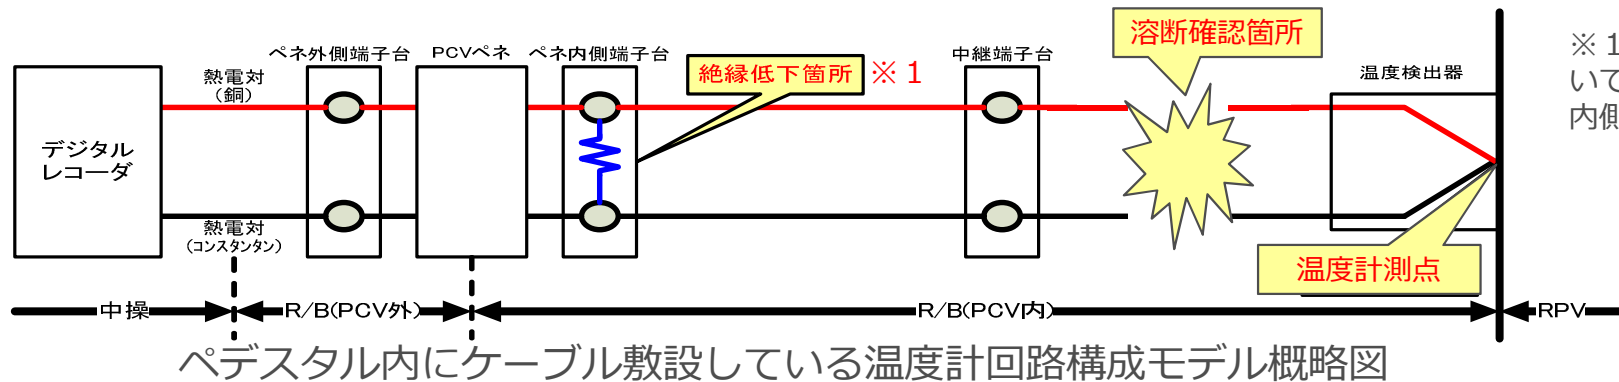 溶断確認箇所
ペネ外側端子台
PCVペネ
ペネ内側端子台
中継端子台
※1
熱電対
(銅)
絶縁低下箇所
※1
温度検出器
いて
内側
デジタル
レコーダ
熱電対
(コンスタンタン)
温度計測点
中操
R/B(PCV外)
R/B(PCV内)
RPV
ペデスタル内にケーブル敷設している温度計回路構成モデル概略図